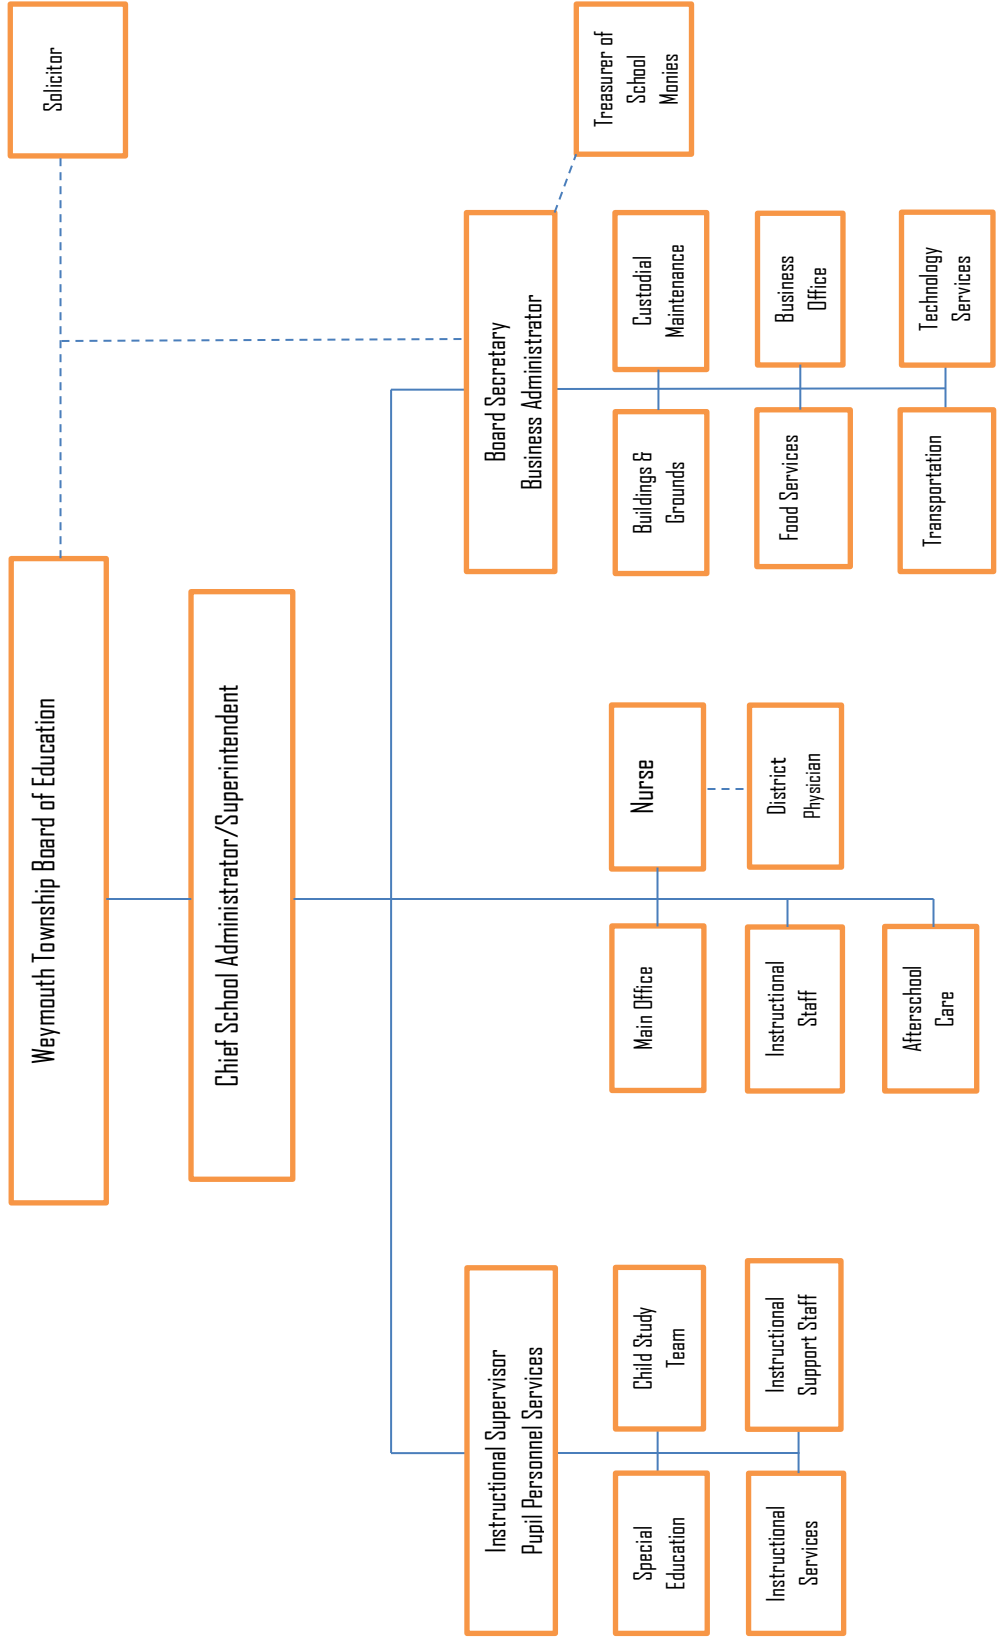 Weymouth Township Board of Education
Solicitor
Chief School Administrator/Superintendent
Instructional Supervisor
Pupil Personnel Services
Board Secretary
Business Administrator
Treasurer of
School
Monies
Special
Education
Child Study
Team
Main Office
Nurse
Buildings &
Grounds
Custodial
Maintenance
Instructional
Services
Instructional
Support Staff
Instructional
Staff
District
Physician
Food Services
Business
Office
Afterschool
Care
Transportation
Technology
Services